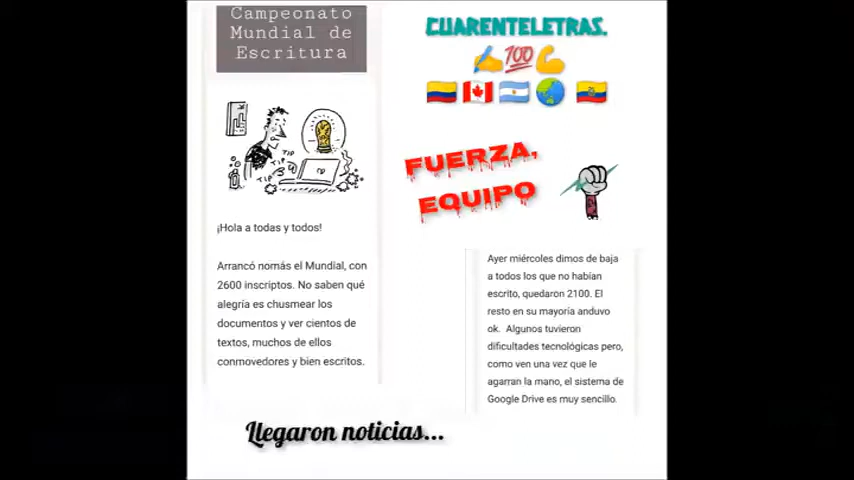 Campeonato
Mundial de
Escritura
TIP
TIP
TIP
¡Hola a todas y todos!
Arrancó nomás el Mundial, con
2600 inscriptos. No saben qué
alegría es chusmear los
documentos y ver cientos de
textos, muchos de ellos
conmovedores y bien escritos.
CUARENTELETRAS.
100
FUERZA,
EQUIPO
Ayer miércoles dimos de baja
a todos los que no habían
escrito, quedaron 2100. El
resto en su mayoría anduvo
ok. Algunos tuvieron
dificultades tecnológicas pero,
como ven una vez que le
agarran la mano, el sistema de
Google Drive es muy sencillo.
Llegaron noticias...